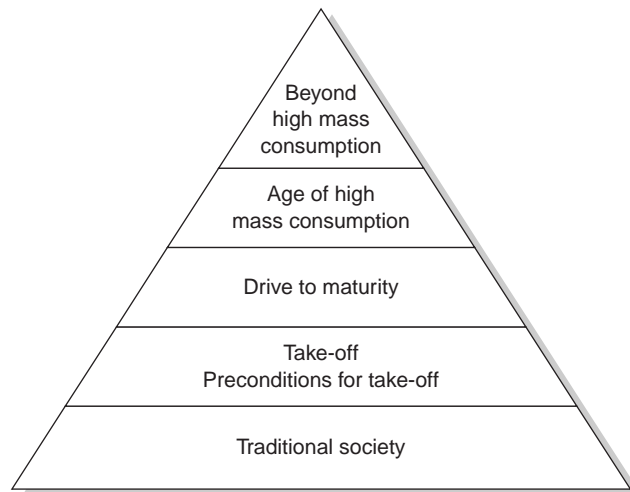 Beyond
high mass
consumption
Age of high
mass consumption
Drive to maturity
Take-off
Preconditions for take-off
Traditional society